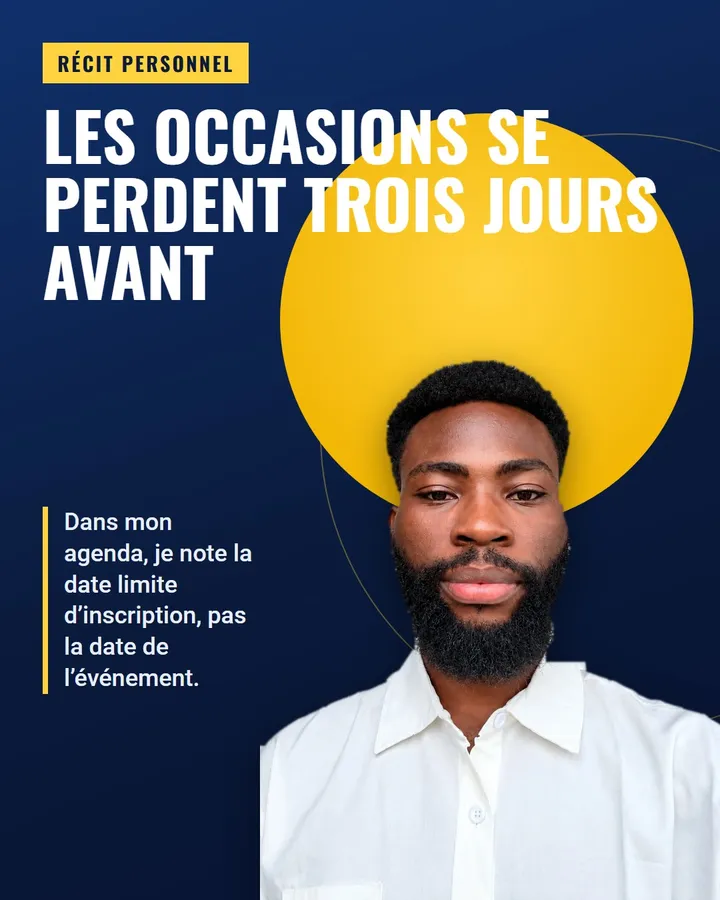 RÉCIT PERSONNEL
LES OCCASIONS SE
PERDENT TROIS JOURS
AVANT
Dans mon
agenda, je note la
date limite
d’inscription, pas
la date de
l’événement.